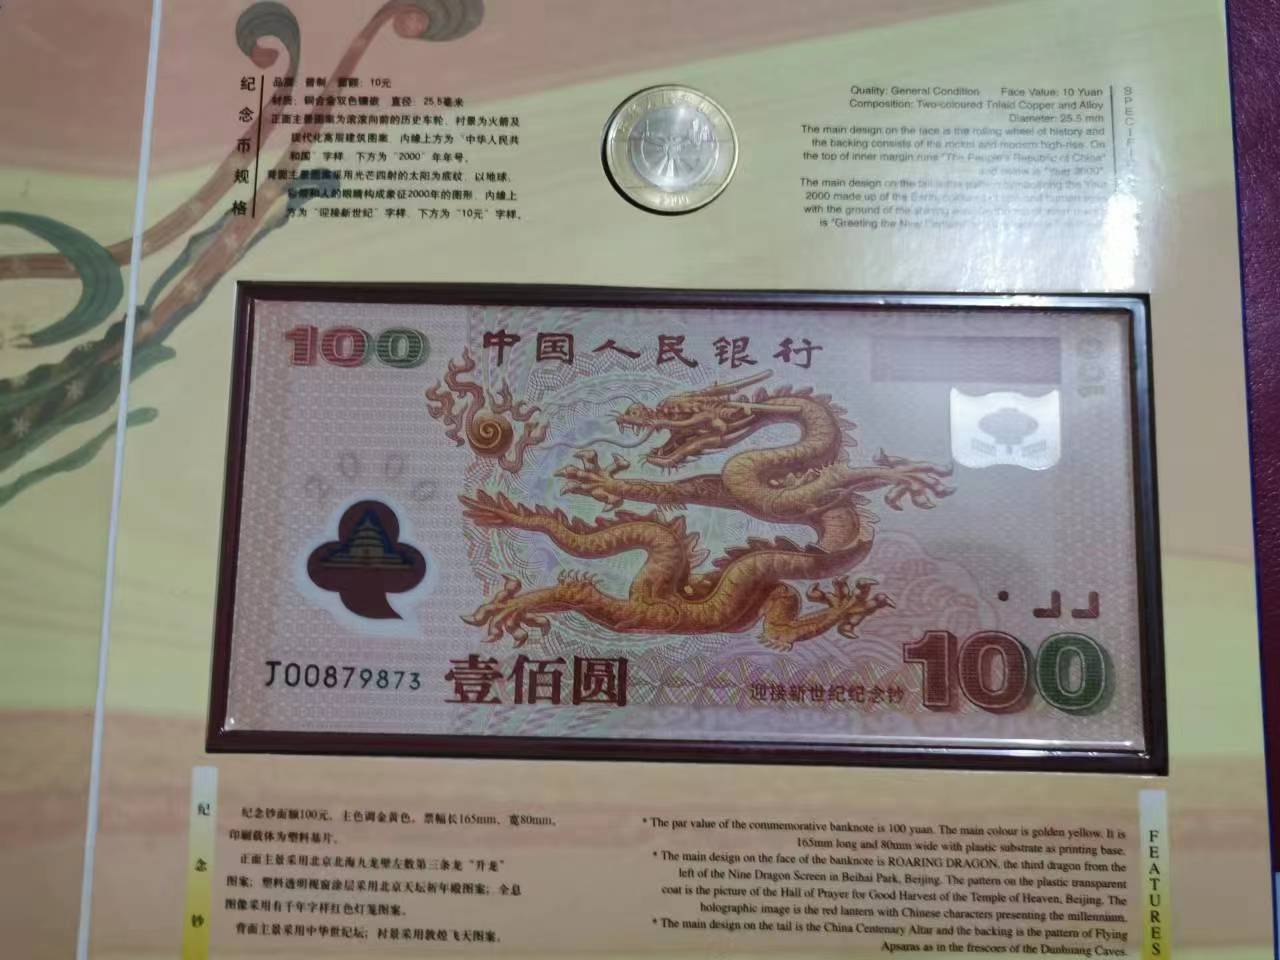 纪念币规格
品质：普制 面额：10元
材质：铜合金双色镶嵌 直径：25.5毫米
正面主景图案为滚滚向前的历史车轮，衬景为火箭及
现代化高层建筑图案，内缘上方为“中华人民共
和国”字样，下方为“2000”年年号。
背面主景图案采用光芒四射的太阳为底纹，以地球、
和人的眼睛构成象征2000年的图形，内缘上
方为“迎接新世纪”字样，下方为“10元”字样。
SPECIFI
Quality: General Condition Face Value: 10 Yuan
Composition: Two-coloured Trilaid Copper and Alloy
Diameter: 25.5 mm
The main design on the face is the rolling wheel of history and
the backing consists of the rocket and modern high-rise. On
the top of inner margin runs "The People's Republic of China"
and below is "Year 2000"
The main design on the tail is the pattern symbolizing the Year
2000 made up of the Earth,
with the ground of the shining
is "Greeting the New
100
中国人民银行
100
2000
J00879873
壹佰圆
迎接新世纪纪念钞
100
纪念钞
纪念钞面额100元，主色调金黄色，票幅长165mm、宽80mm，
印刷载体为塑料基片。
正面主景采用北京北海九龙壁左数第三条龙“升龙”
图案；塑料透明视窗涂层采用北京天坛祈年殿图案；全息
图像采用有千年字样红色灯笼图案。
背面主景采用中华世纪坛；衬景采用敦煌飞天图案。
FEATURES
* The par value of the commemorative banknote is 100 yuan. The main colour is golden yellow. It is
165mm long and 80mm wide with plastic substrate as printing base.
* The main design on the face of the banknote is ROARING DRAGON, the third dragon from the
left of the Nine Dragon Screen in Beihai Park, Beijing. The pattern on the plastic transparent
coat is the picture of the Hall of Prayer for Good Harvest of the Temple of Heaven, Beijing. The
holographic image is the red lantern with Chinese characters presenting the millennium.
* The main design on the tail is the China Centenary Altar and the backing is the pattern of Flying
Apsaras as in the frescoes of the Dunhuang Caves.